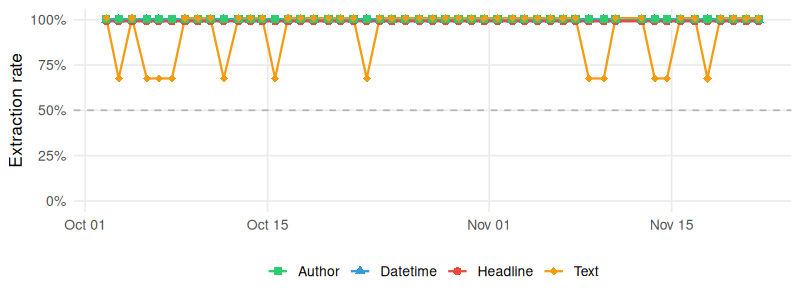 Extraction rate
100%
75%
50%
25%
0%
Oct 01 Oct 15 Nov 01 Nov 15
Author Datetime Headline Text